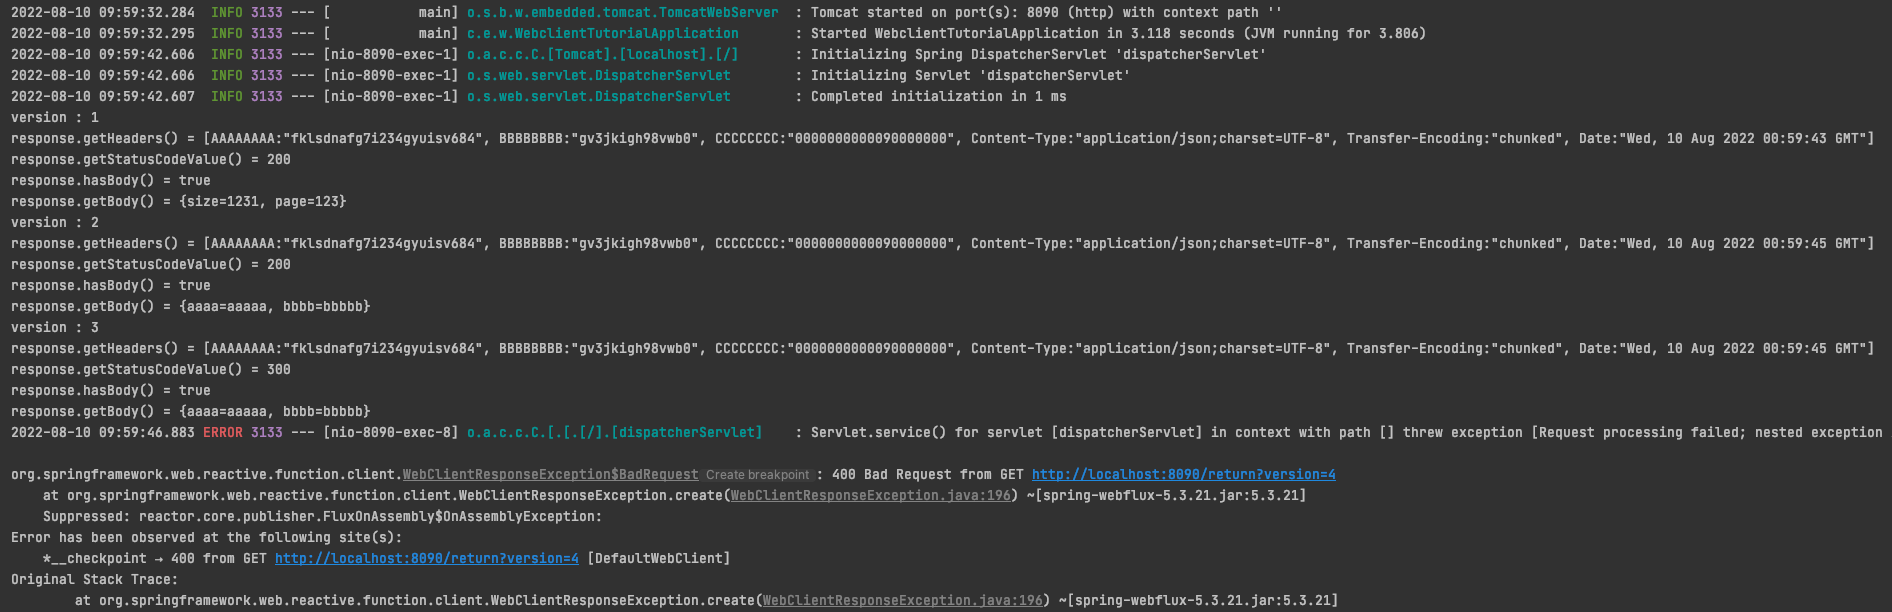 2022-08-10 09:59:32.284  INFO 3133 --- [           main] o.s.b.w.embedded.tomcat.TomcatWebServer  : Tomcat started on port(s): 8090 (http) with context path ''
2022-08-10 09:59:32.295  INFO 3133 --- [           main] c.e.w.WebclientTutorialApplication       : Started WebclientTutorialApplication in 3.118 seconds (JVM running for 3.806)
2022-08-10 09:59:42.606  INFO 3133 --- [nio-8090-exec-1] o.a.c.c.C.[Tomcat].[localhost].[/]       : Initializing Spring DispatcherServlet 'dispatcherServlet'
2022-08-10 09:59:42.606  INFO 3133 --- [nio-8090-exec-1] o.s.web.servlet.DispatcherServlet        : Initializing Servlet 'dispatcherServlet'
2022-08-10 09:59:42.607  INFO 3133 --- [nio-8090-exec-1] o.s.web.servlet.DispatcherServlet        : Completed initialization in 1 ms
version : 1
response.getHeaders() = [AAAAAAAA:"fklsdnafg7i234gyuisv684", BBBBBBBB:"gv3jkigh98vwb0", CCCCCCCC:"0000000000090000000", Content-Type:"application/json;charset=UTF-8", Transfer-Encoding:"chunked", Date:"Wed, 10 Aug 2022 00:59:43 GMT"]
response.getStatusCodeValue() = 200
response.hasBody() = true
response.getBody() = {size=1231, page=123}
version : 2
response.getHeaders() = [AAAAAAAA:"fklsdnafg7i234gyuisv684", BBBBBBBB:"gv3jkigh98vwb0", CCCCCCCC:"0000000000090000000", Content-Type:"application/json;charset=UTF-8", Transfer-Encoding:"chunked", Date:"Wed, 10 Aug 2022 00:59:45 GMT"]
response.getStatusCodeValue() = 200
response.hasBody() = true
response.getBody() = {aaaa=aaaaa, bbbb=bbbbb}
version : 3
response.getHeaders() = [AAAAAAAA:"fklsdnafg7i234gyuisv684", BBBBBBBB:"gv3jkigh98vwb0", CCCCCCCC:"0000000000090000000", Content-Type:"application/json;charset=UTF-8", Transfer-Encoding:"chunked", Date:"Wed, 10 Aug 2022 00:59:45 GMT"]
response.getStatusCodeValue() = 300
response.hasBody() = true
response.getBody() = {aaaa=aaaaa, bbbb=bbbbb}
2022-08-10 09:59:46.883 ERROR 3133 --- [nio-8090-exec-8] o.a.c.c.C.[.[.[/].[dispatcherServlet]    : Servlet.service() for servlet [dispatcherServlet] in context with path [] threw exception [Request processing failed; nested exception
org.springframework.web.reactive.function.client.WebClientResponseException$BadRequest Create breakpoint : 400 Bad Request from GET http://localhost:8090/return?version=4
    at org.springframework.web.reactive.function.client.WebClientResponseException.create(WebClientResponseException.java:196) ~[spring-webflux-5.3.21.jar:5.3.21]
    Suppressed: reactor.core.publisher.FluxOnAssembly$OnAssemblyException:
Error has been observed at the following site(s):
    *__checkpoint → 400 from GET http://localhost:8090/return?version=4 [DefaultWebClient]
Original Stack Trace:
        at org.springframework.web.reactive.function.client.WebClientResponseException.create(WebClientResponseException.java:196) ~[spring-webflux-5.3.21.jar:5.3.21]